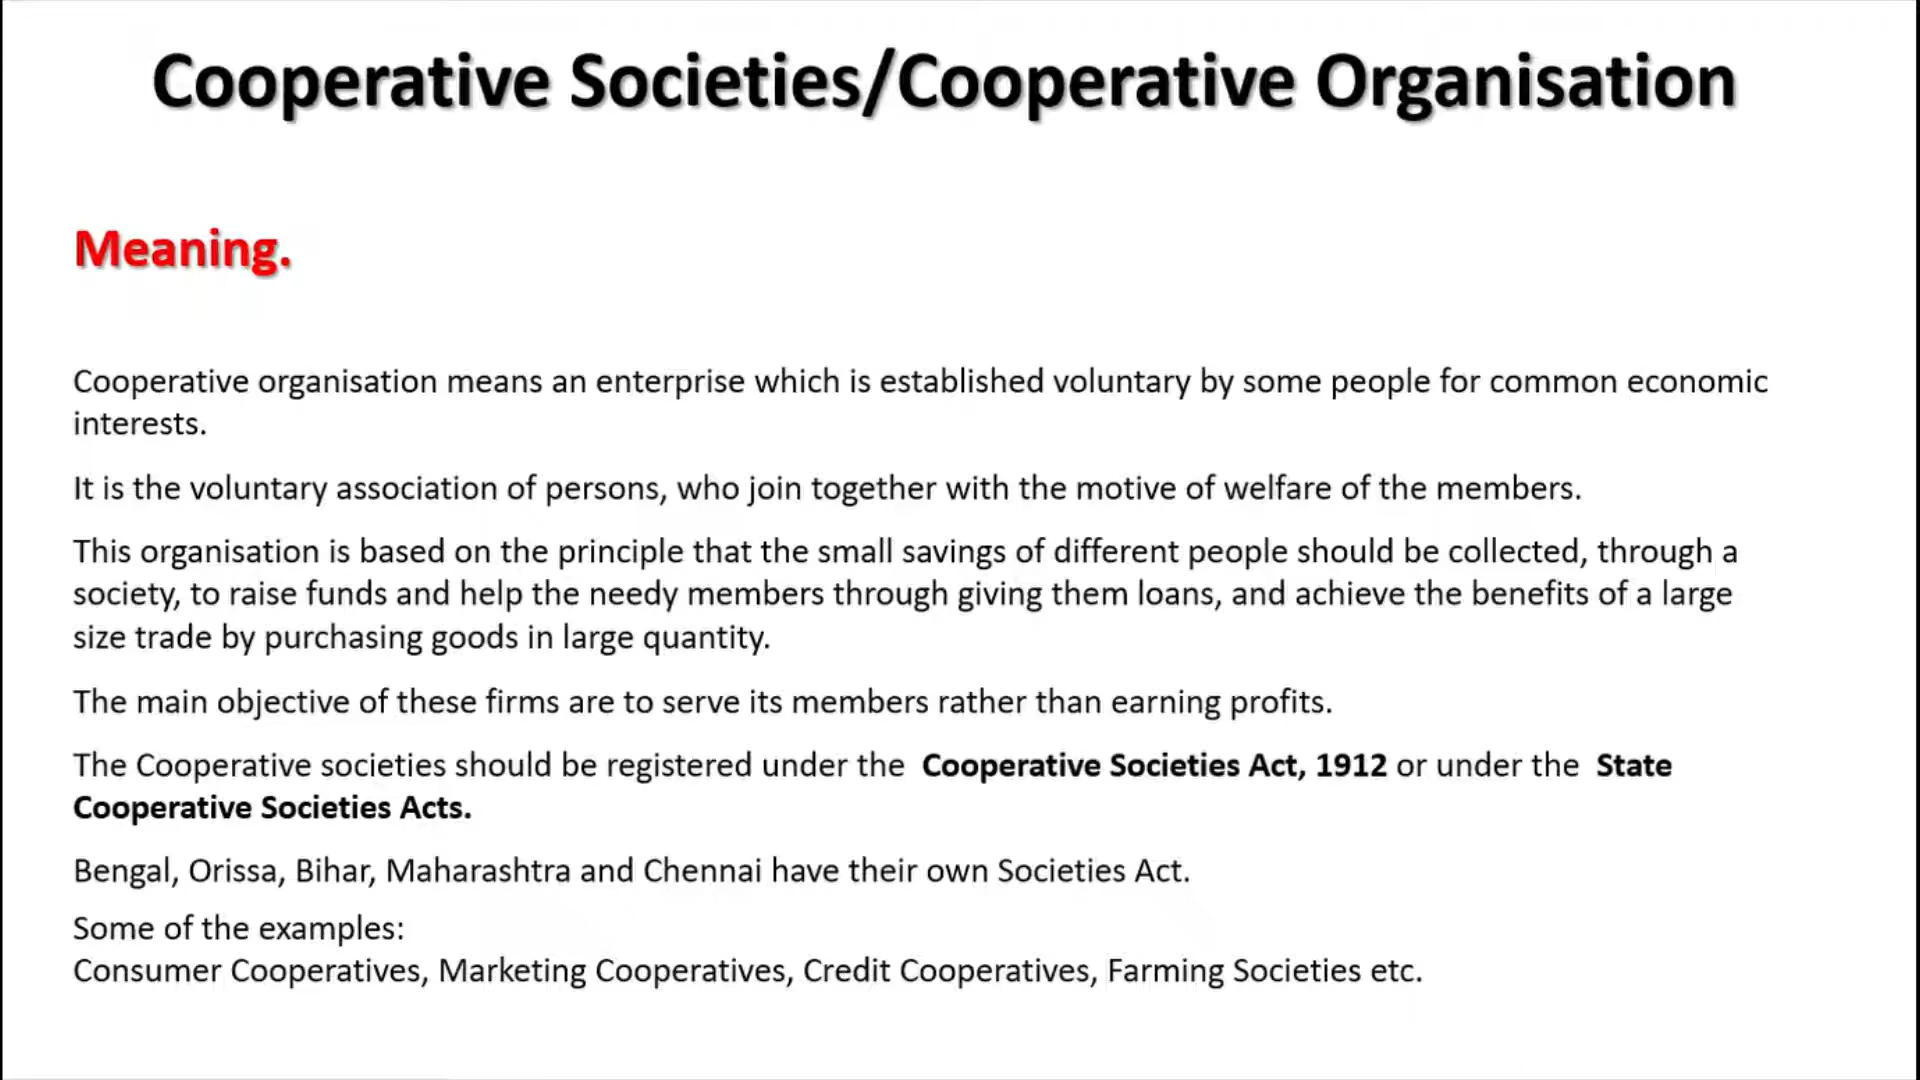 Cooperative Societies/Cooperative Organisation
Meaning.
Cooperative organisation means an enterprise which is established voluntary by some people for common economic
interests.
It is the voluntary association of persons, who join together with the motive of welfare of the members.
This organisation is based on the principle that the small savings of different people should be collected, through a
society, to raise funds and help the needy members through giving them loans, and achieve the benefits of a large
size trade by purchasing goods in large quantity.
The main objective of these firms are to serve its members rather than earning profits.
The Cooperative societies should be registered under the Cooperative Societies Act, 1912 or under the State
Cooperative Societies Acts.
Bengal, Orissa, Bihar, Maharashtra and Chennai have their own Societies Act.
Some of the examples:
Consumer Cooperatives, Marketing Cooperatives, Credit Cooperatives, Farming Societies etc.